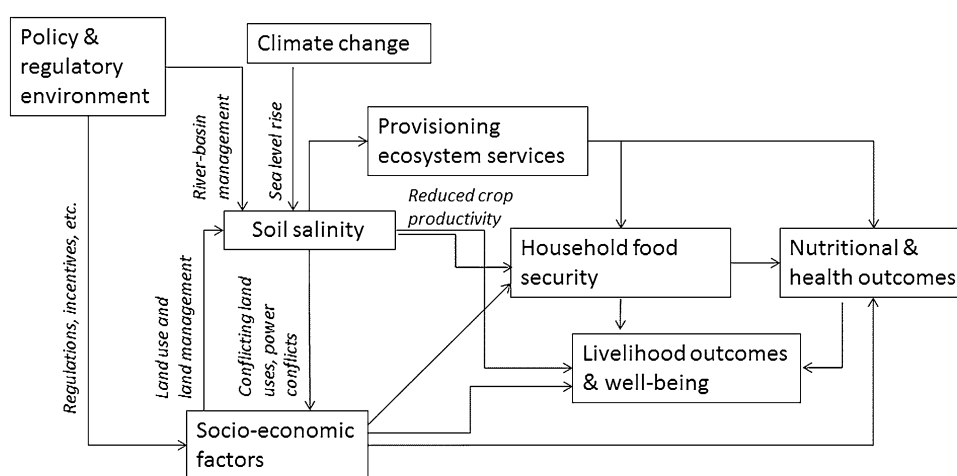 Policy &
regulatory
environment
Climate change
River-basin
management
Sea level rise
Provisioning
ecosystem services
Reduced crop
productivity
Soil salinity
Household food
security
Nutritional &
health outcomes
Regulations, incentives, etc.
Land use and
land management
Conflicting land
uses, power
conflicts
Livelihood outcomes
& well-being
Socio-economic
factors